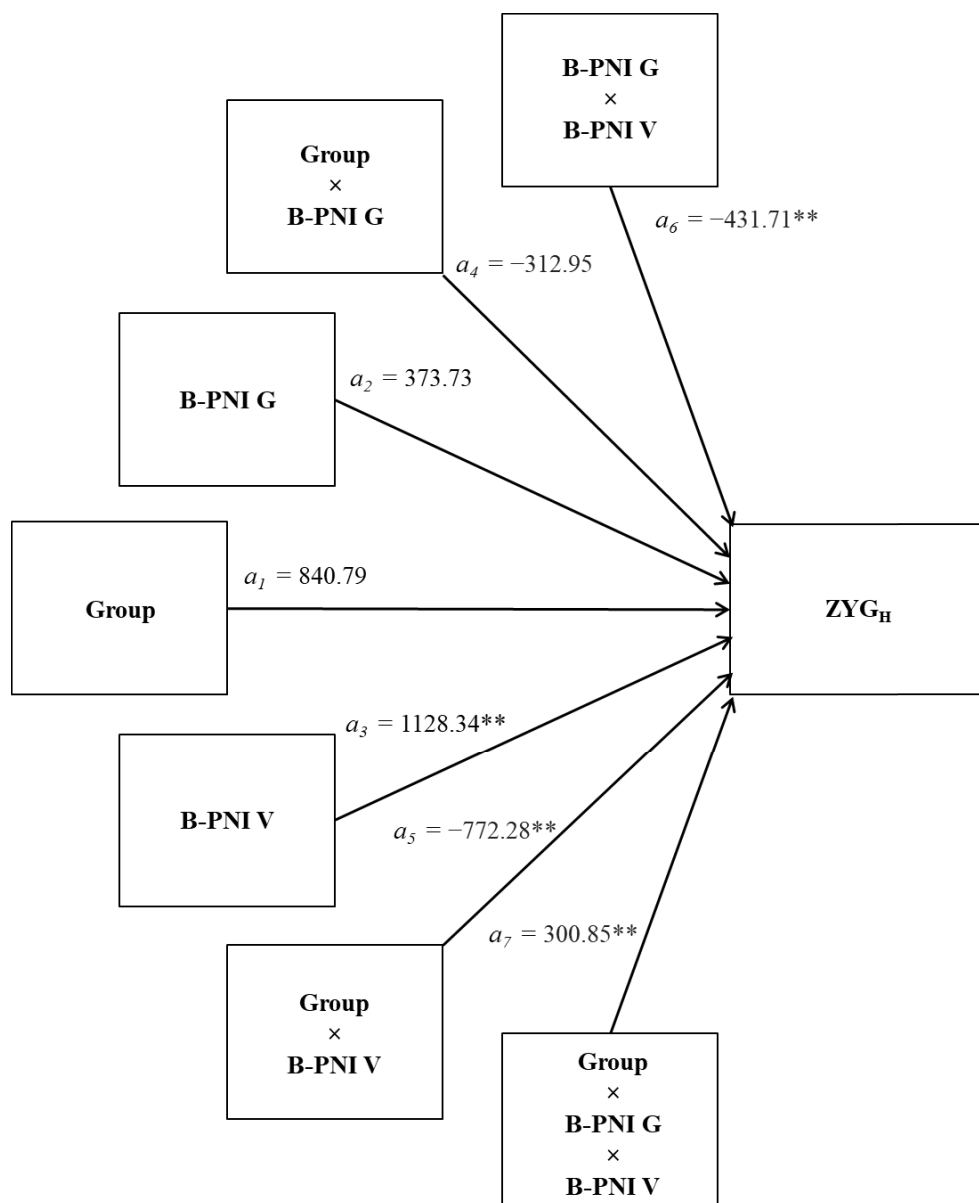 B-PNI G
×
B-PNI V
a6 = −431.71**
Group
×
B-PNI G
a4 = −312.95
B-PNI G
a2 = 373.73
Group
a1 = 840.79
ZYGH
B-PNI V
a3 = 1128.34**
a5 = −772.28**
Group
×
B-PNI V
a7 = 300.85**
Group
×
B-PNI G
×
B-PNI V